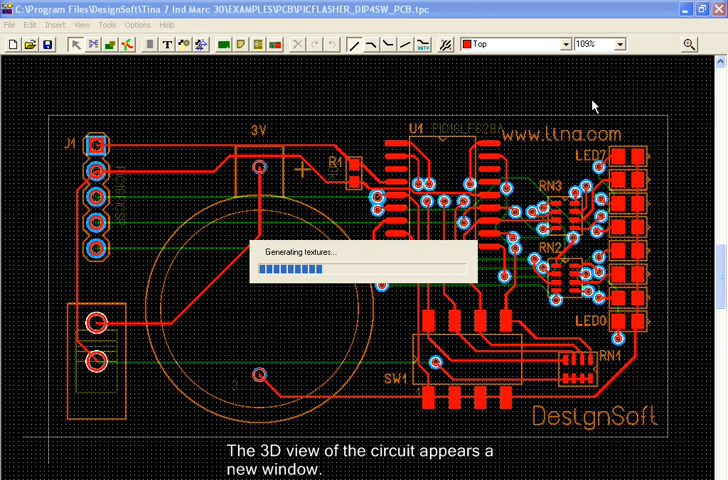 C:\Program Files\DesignSoft\Tina 7 Ind Marc 30\EXAMPLES\PCB\PICFLASHER_DIP4SW_PCB.tpc
File Edit Insert View Tools Options Help
T
AUTO
Top
109%
J1
3V
R1
U1
PIC16LF628A
www.tina.com
LED7
RN3
RN2
Generating textures...
LED0
RN1
SW1
DesignSoft
The 3D view of the circuit appears a
new window.